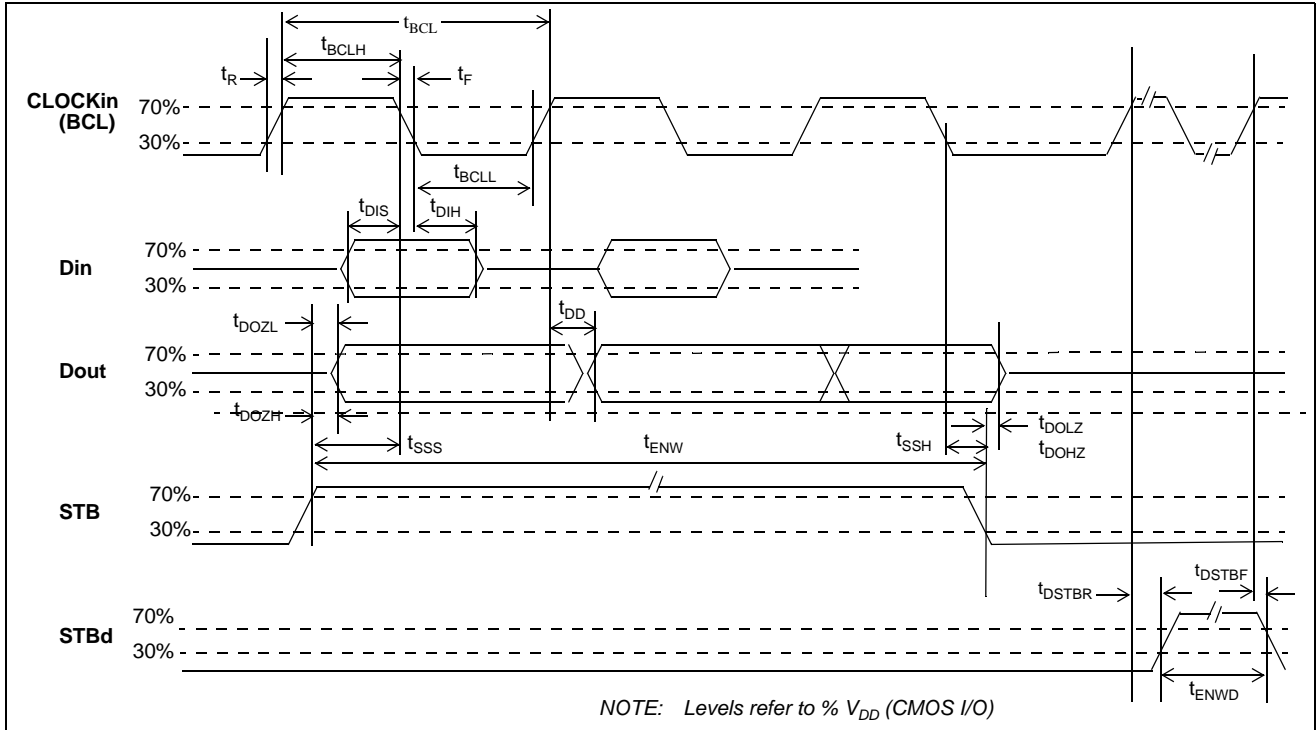 tBCL
tBCLH
tR
tF
CLOCKin
(BCL)
70%
30%
tBCLL
tDIS
tDIH
Din
70%
30%
tDOZL
tDD
Dout
70%
30%
tDOZH
tSSS
tENW
tSSH
tDOLZ
tDOHZ
STB
70%
30%
tDSTBR
tDSTBF
STBd
70%
30%
tENWD
NOTE: Levels refer to % VDD (CMOS I/O)